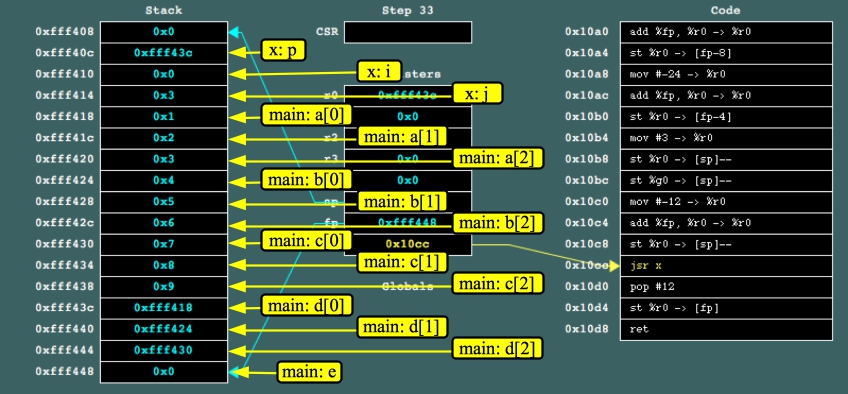 Stack
Step 33
Code
0xfff408 0x0
CSR
0x10a0 add %fp, %r0 -> %r0
0xfff40c 0xfff43c x: p
0x10a4 st %r0 -> [fp-8]
0xfff410 0x0 x: i
sters
0x10a8 mov #-24 -> %r0
0xfff414 0x3
r0 0xfff43c x: j
0x10ac add %fp, %r0 -> %r0
0xfff418 0x1 main: a[0] 0x0
0x10b0 st %r0 -> [fp-4]
0xfff41c 0x2
r2 main: a[1]
0x10b4 mov #3 -> %r0
0xfff420 0x3
r3 0x0 main: a[2]
0x10b8 st %r0 -> [sp]--
0xfff424 0x4 main: b[0] 0x0
0x10bc st %g0 -> [sp]--
0xfff428 0x5
sp main: b[1]
0x10c0 mov #-12 -> %r0
0xfff42c 0x6
fp 0xfff448 main: b[2]
0x10c4 add %fp, %r0 -> %r0
0xfff430 0x7 main: c[0] 0x10cc
0x10c8 st %r0 -> [sp]--
0xfff434 0x8 main: c[1]
0x10cc jsr x
0xfff438 0x9
Globals main: c[2]
0x10d0 pop #12
0xfff43c 0xfff418 main: d[0]
0x10d4 st %r0 -> [fp]
0xfff440 0xfff424 main: d[1]
0x10d8 ret
0xfff444 0xfff430 main: d[2]
0xfff448 0x0 main: e